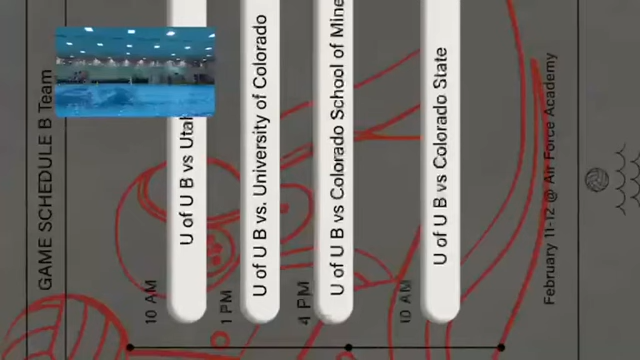 GAME SCHEDULE B Team
10 AM
U of U B vs Utah
1 PM
U of U B vs. University of Colorado
4 PM
U of U B vs Colorado School of Mine
10 AM
U of U B vs Colorado State
February 11-12 @ Air Force Academy